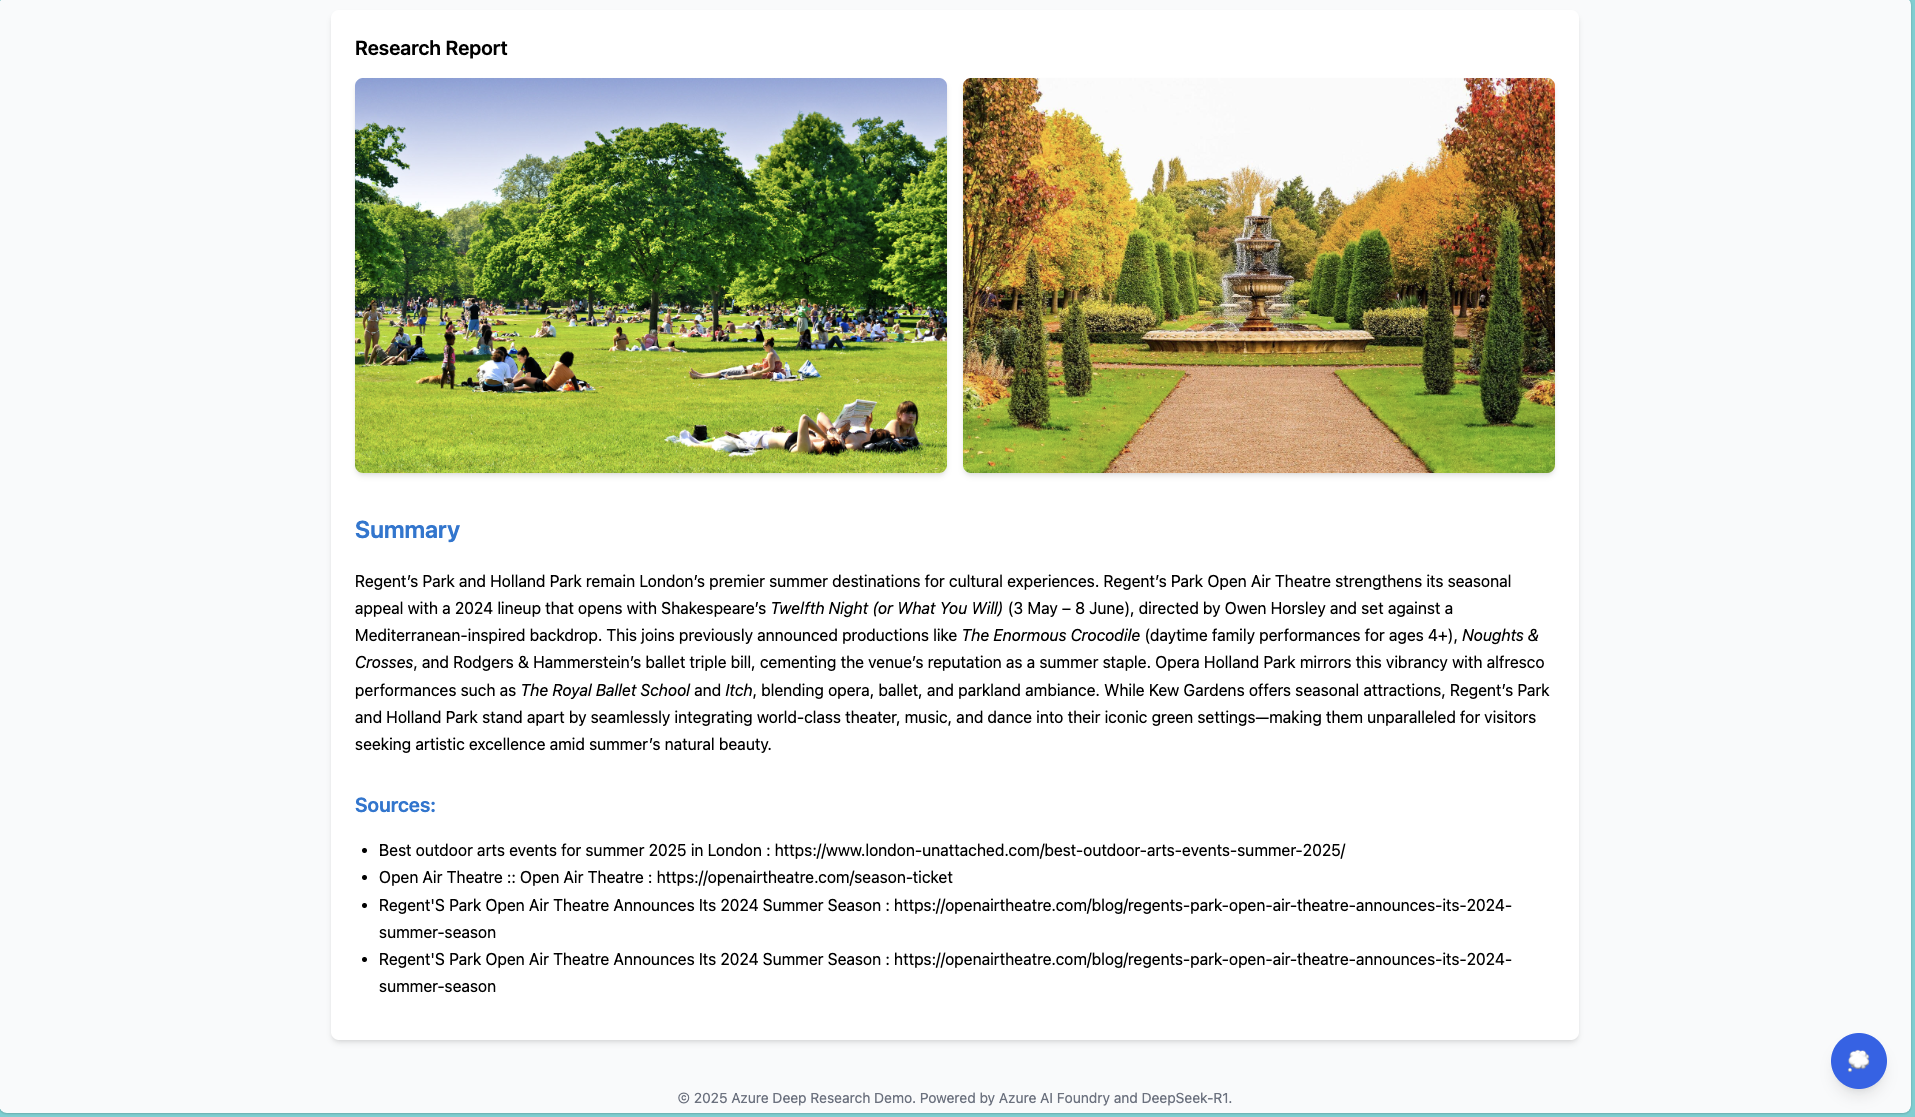 Research Report
Summary
Regent’s Park and Holland Park remain London’s premier summer destinations for cultural experiences. Regent’s Park Open Air Theatre strengthens its seasonal
appeal with a 2024 lineup that opens with Shakespeare’s Twelfth Night (or What You Will) (3 May – 8 June), directed by Owen Horsley and set against a
Mediterranean-inspired backdrop. This joins previously announced productions like The Enormous Crocodile (daytime family performances for ages 4+), Noughts &
Crosses, and Rodgers & Hammerstein’s ballet triple bill, cementing the venue’s reputation as a summer staple. Opera Holland Park mirrors this vibrancy with alfresco
performances such as The Royal Ballet School and Itch, blending opera, ballet, and parkland ambiance. While Kew Gardens offers seasonal attractions, Regent’s Park
and Holland Park stand apart by seamlessly integrating world-class theater, music, and dance into their iconic green settings—making them unparalleled for visitors
seeking artistic excellence amid summer’s natural beauty.
Sources:
• Best outdoor arts events for summer 2025 in London : https://www.london-unattached.com/best-outdoor-arts-events-summer-2025/
• Open Air Theatre :: Open Air Theatre : https://openairtheatre.com/season-ticket
• Regent'S Park Open Air Theatre Announces Its 2024 Summer Season : https://openairtheatre.com/blog/regents-park-open-air-theatre-announces-its-2024-
summer-season
• Regent'S Park Open Air Theatre Announces Its 2024 Summer Season : https://openairtheatre.com/blog/regents-park-open-air-theatre-announces-its-2024-
summer-season
© 2025 Azure Deep Research Demo. Powered by Azure AI Foundry and DeepSeek-R1.